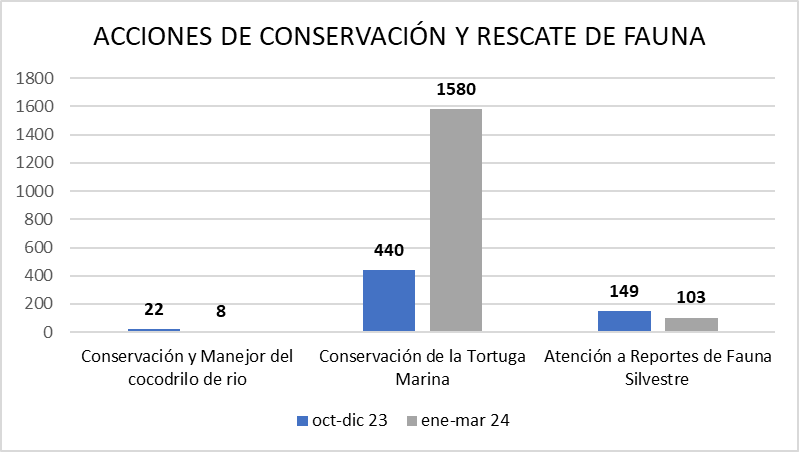 ACCIONES DE CONSERVACIÓN Y RESCATE DE FAUNA
1800
1600
1400
1200
1000
800
600
400
200
0
22
8
440
1580
149
103
Conservación y Manejor del
cocodrilo de rio
Conservación de la Tortuga
Marina
Atención a Reportes de Fauna
Silvestre
oct-dic 23
ene-mar 24